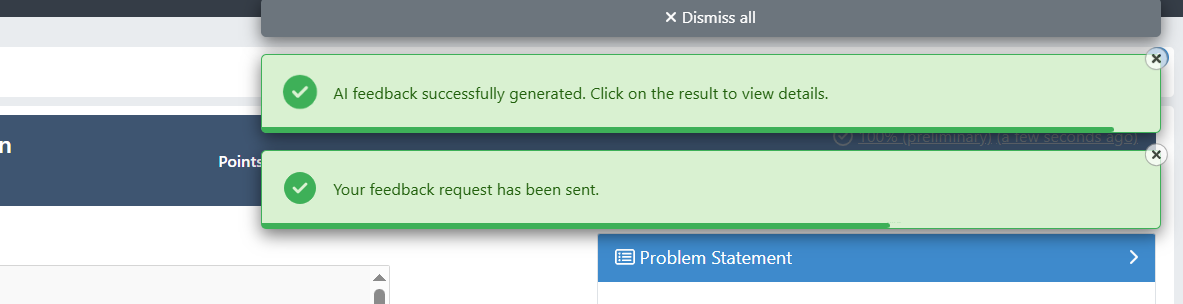 Dismiss all
AI feedback successfully generated. Click on the result to view details.
n
Points
100% (preliminary) (a few seconds ago)
Your feedback request has been sent.
Problem Statement